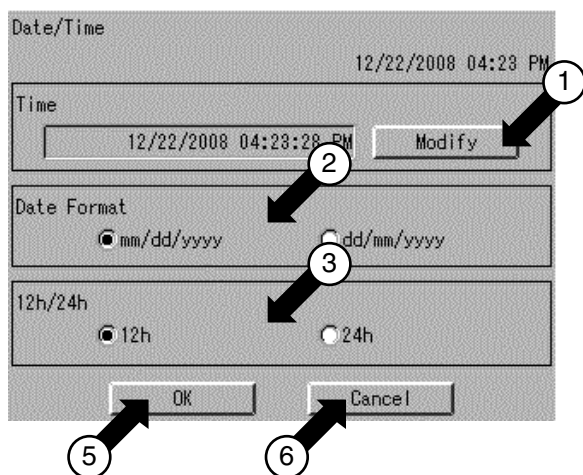 Date/Time
12/22/2008 04:23 PM
1
Time
12/22/2008 04:23:28 PM
Modify
2
Date Format
mm/dd/yyyy
dd/mm/yyyy
3
12h/24h
12h
24h
OK
Cancel
5
6